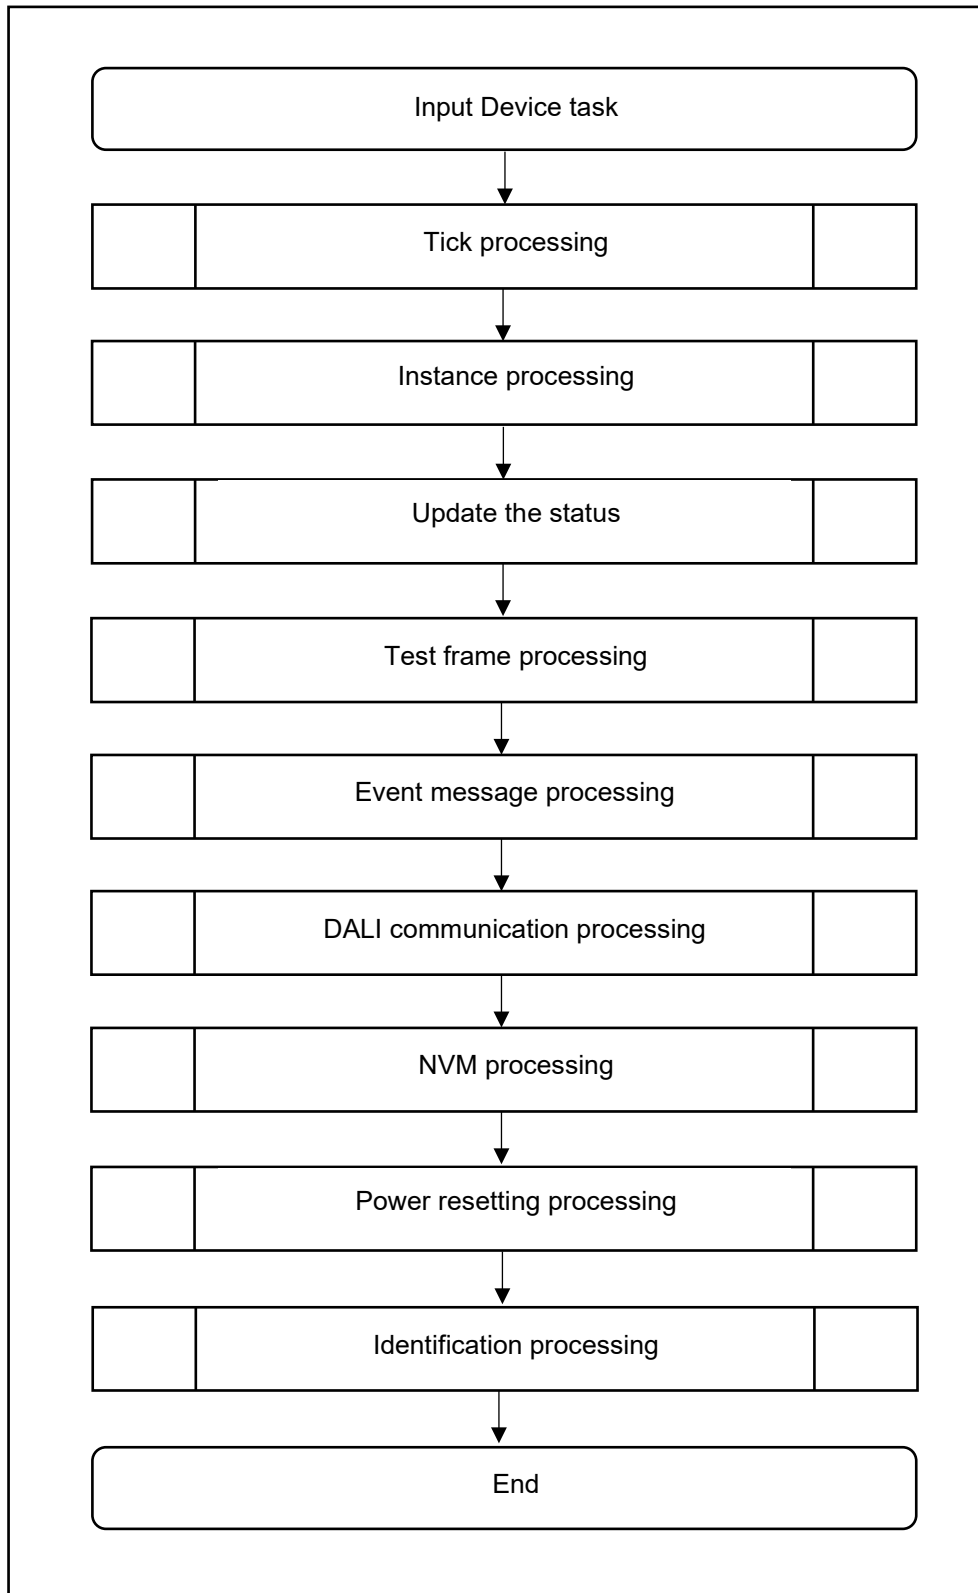 Input Device task
Tick processing
Instance processing
Update the status
Test frame processing
Event message processing
DALI communication processing
NVM processing
Power resetting processing
Identification processing
End